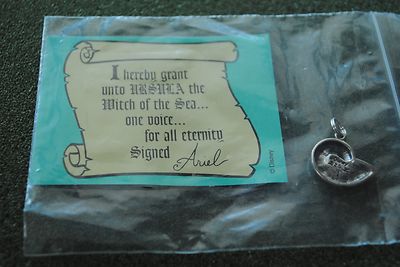 I hereby grant
unto URSULA the
Witch of the Sea...
one voice...
for all eternity
Signed Ariel
© Disney